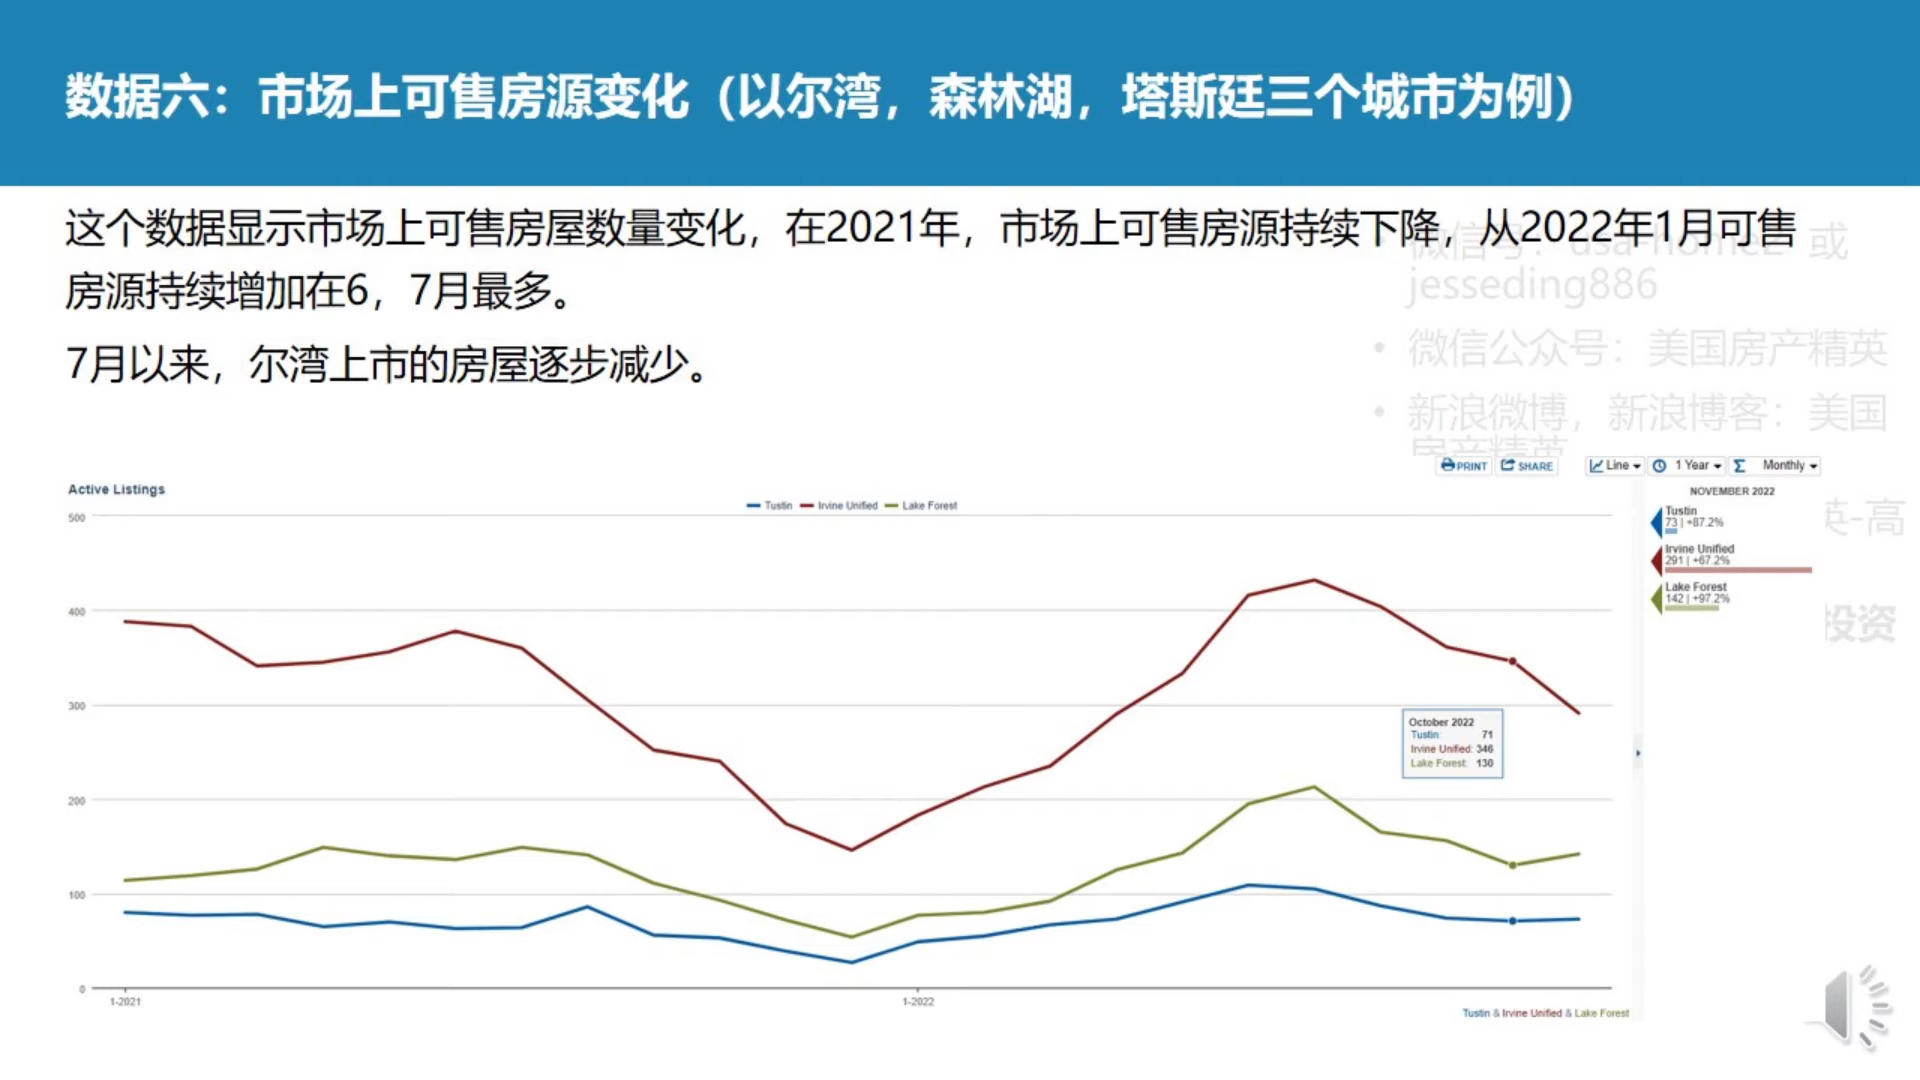 数据六：市场上可售房源变化（以尔湾，森林湖，塔斯廷三个城市为例）
这个数据显示市场上可售房屋数量变化，在2021年，市场上可售房源持续下降，从2022年1月可售
房源持续增加在6，7月最多。
7月以来，尔湾上市的房屋逐步减少。
或
jesseding886
• 微信公众号：美国房产精英
• 新浪微博，新浪博客：美国
房产精英
PRINT SHARE Line 1 Year Monthly
Active Listings
Tustin Irvine Unified Lake Forest
NOVEMBER 2022
Tustin
73 | +87.2%
Irvine Unified
291 | +67.2%
Lake Forest
142 | +97.2%
-高
投资
500
400
300
200
100
0
October 2022
Tustin: 71
Irvine Unified: 346
Lake Forest: 130
1-2021
1-2022
Tustin & Irvine Unified & Lake Forest